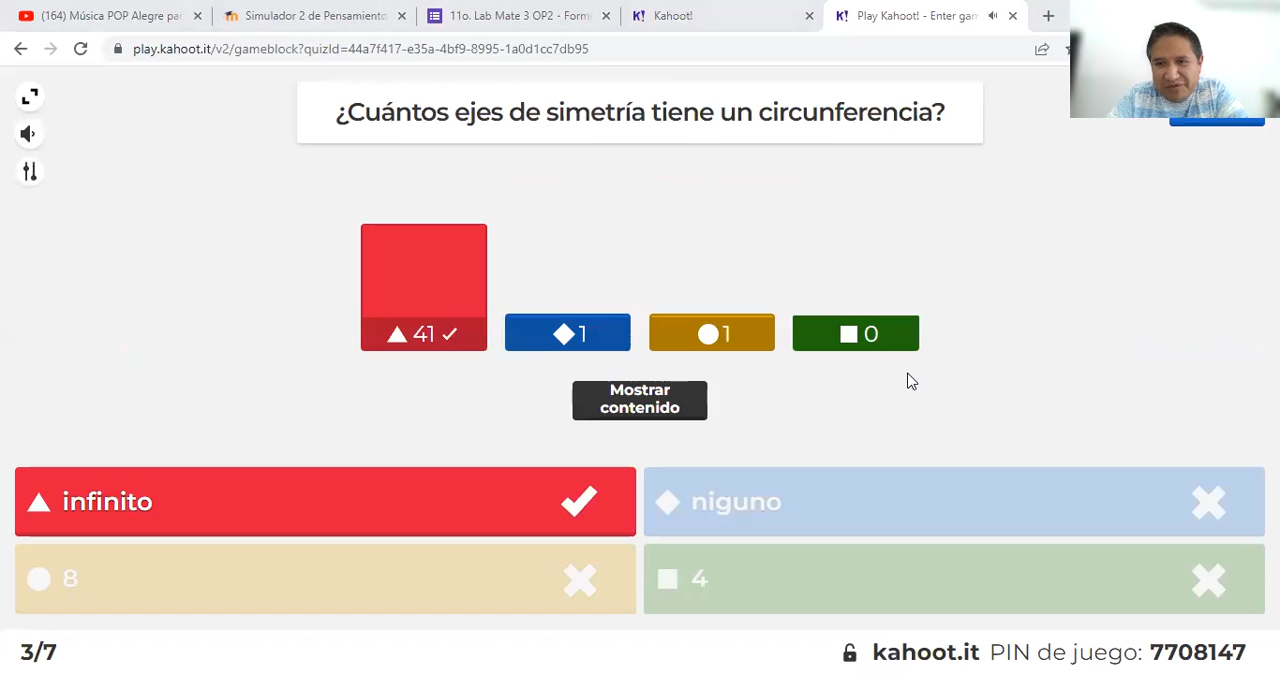 (164) Música POP Alegre par
Simulador 2 de Pensamiento
11o. Lab Mate 3 OP2 - Form
K! Kahoot!
K! Play Kahoot! - Enter gam
play.kahoot.it/v2/gameblock?quizId=44a7f417-e35a-4bf9-8995-1a0d1cc7db95
¿Cuántos ejes de simetría tiene un circunferencia?
41
1
1
0
Mostrar
contenido
infinito
niguno
8
4
3/7
kahoot.it PIN de juego: 7708147